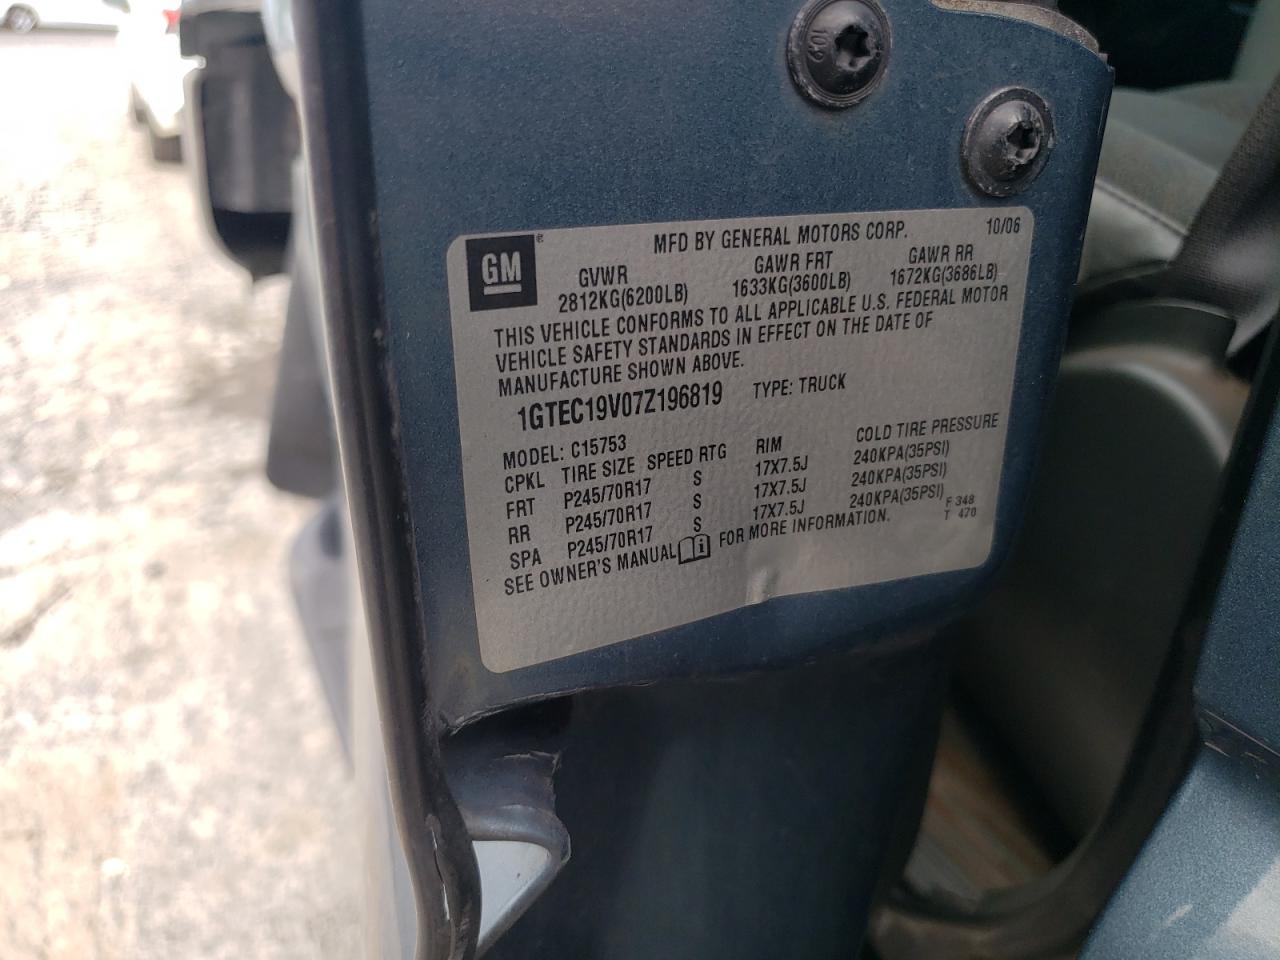 109
GM ®
MFD BY GENERAL MOTORS CORP. 10/06
GVWR GAWR FRT GAWR RR
2812KG(6200LB) 1633KG(3600LB) 1672KG(3686LB)
THIS VEHICLE CONFORMS TO ALL APPLICABLE U.S. FEDERAL MOTOR
VEHICLE SAFETY STANDARDS IN EFFECT ON THE DATE OF
MANUFACTURE SHOWN ABOVE.
1GTEC19V07Z196819 TYPE: TRUCK
MODEL: C15753
CPKL TIRE SIZE SPEED RTG RIM COLD TIRE PRESSURE
FRT P245/70R17 S 17X7.5J 240KPA(35PSI)
RR P245/70R17 S 17X7.5J 240KPA(35PSI)
SPA P245/70R17 S 17X7.5J 240KPA(35PSI)
SEE OWNER'S MANUAL FOR MORE INFORMATION.
F 348
T 470